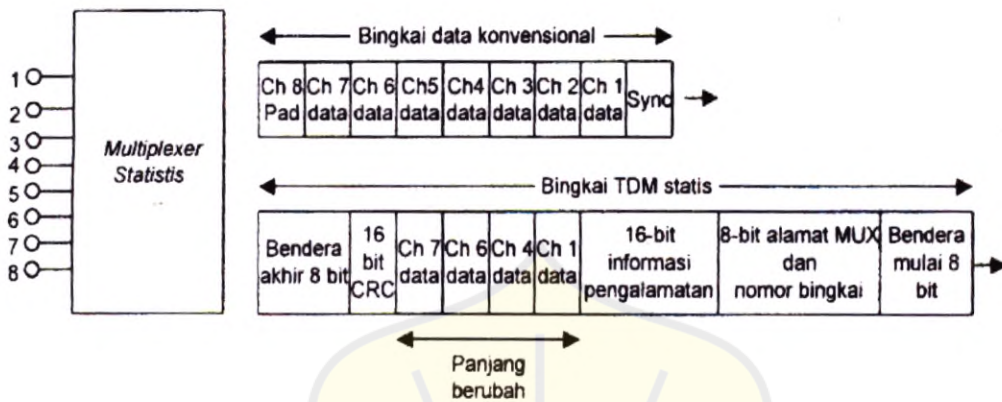 Bingkai data konvensional
1
2
3
4
5
6
7
8
Multiplexer
Statistis
Ch 8
Pad
Ch 7
data
Ch 6
data
Ch5
data
Ch4
data
Ch 3
data
Ch 2
data
Ch 1
data
Sync
Bingkai TDM statis
Bendera
akhir 8 bit
16
bit
CRC
Ch 7
data
Ch 6
data
Ch 4
data
Ch 1
data
16-bit
informasi
pengalamatan
8-bit alamat MUX
dan
nomor bingkai
Bendera
mulai 8
bit
Panjang
berubah